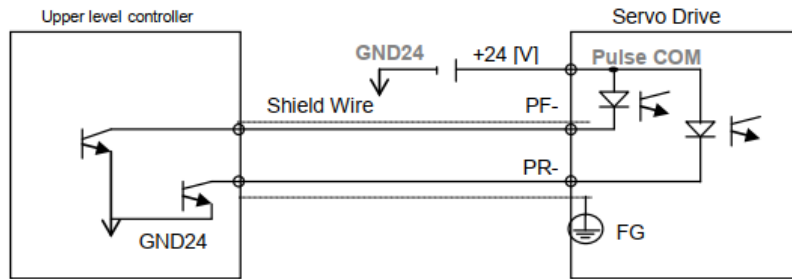 Upper level controller
Servo Drive
GND24
+24 [V]
Pulse COM
Shield Wire
PF-
PR-
GND24
FG